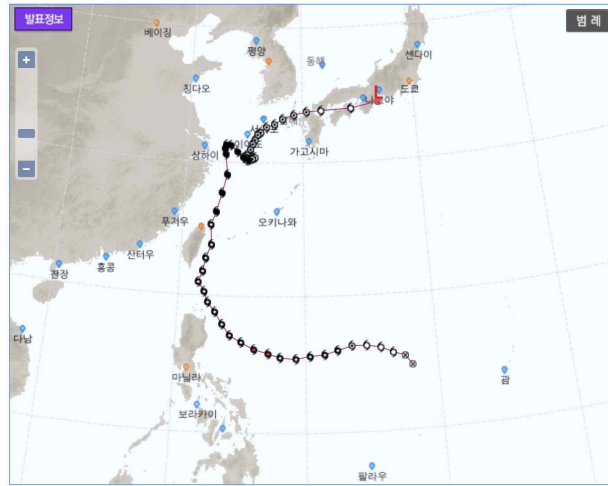 발표정보
범 례
베이징
평양
동해
센다이
칭다오
도쿄
나고야
상하이
가고시마
푸저우
오키나와
산터우
홍콩
잔장
다낭
괌
마닐라
보라카이
팔라우
L